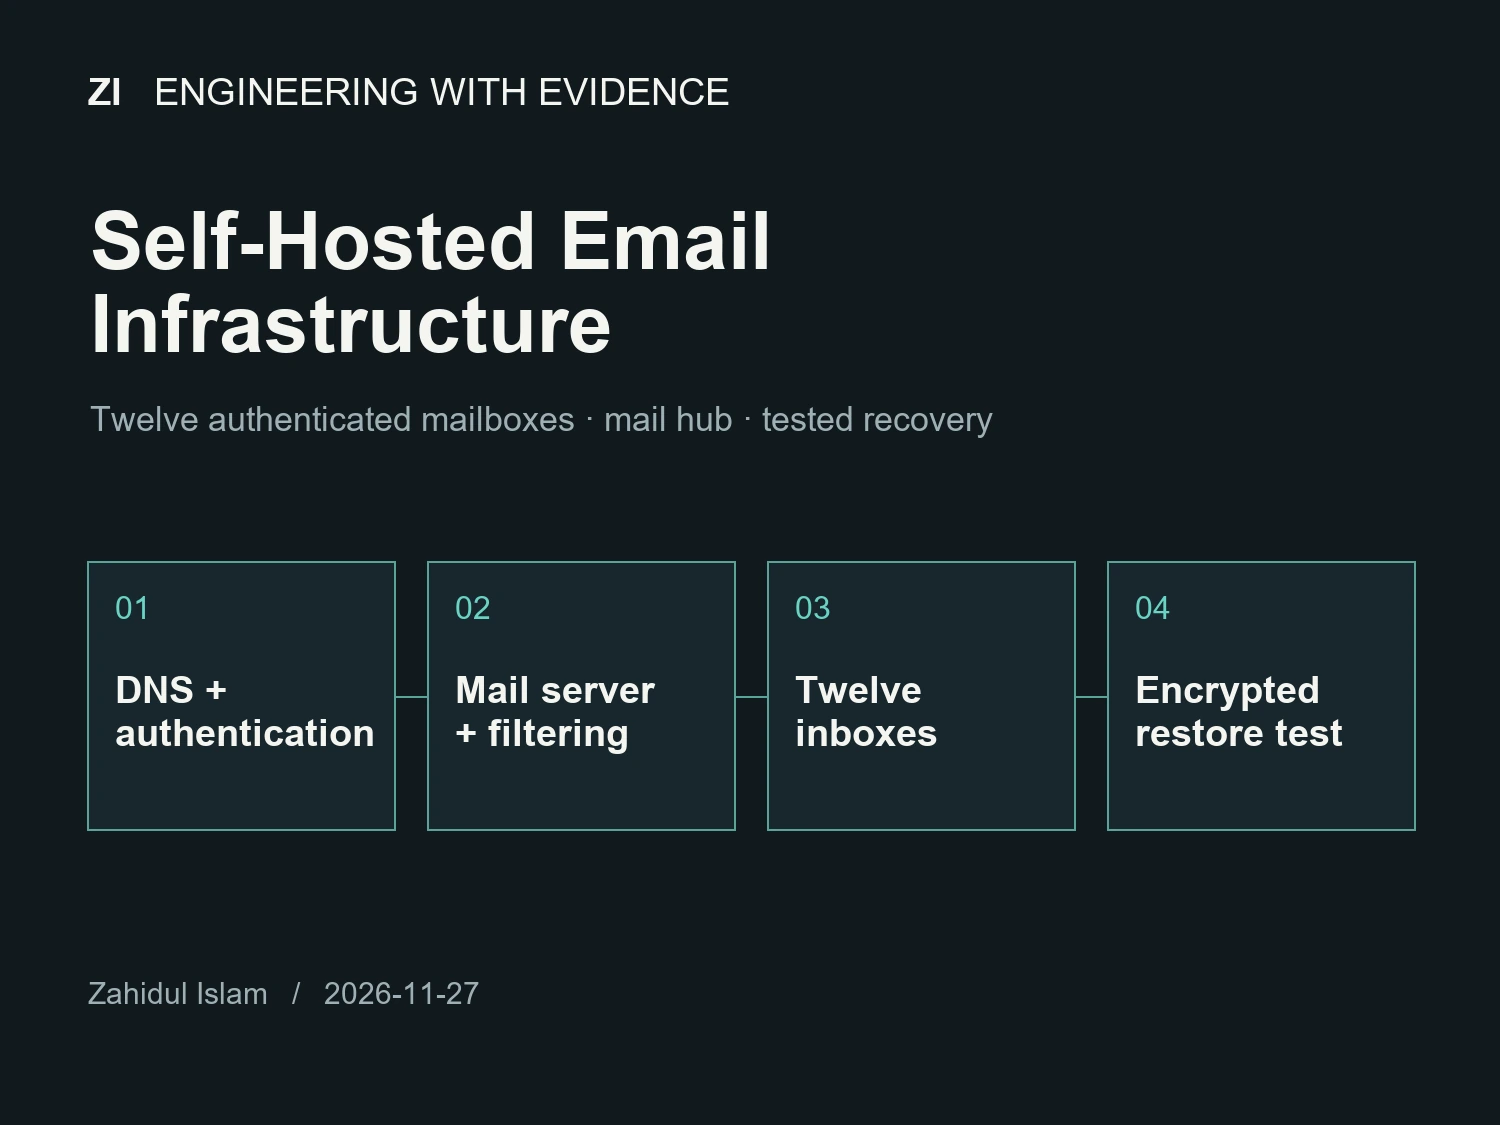 ZI ENGINEERING WITH EVIDENCE
Self-Hosted Email
Infrastructure
Twelve authenticated mailboxes · mail hub · tested recovery
01
DNS +
authentication
02
Mail server
+ filtering
03
Twelve
inboxes
04
Encrypted
restore test
Zahidul Islam / 2026-11-27